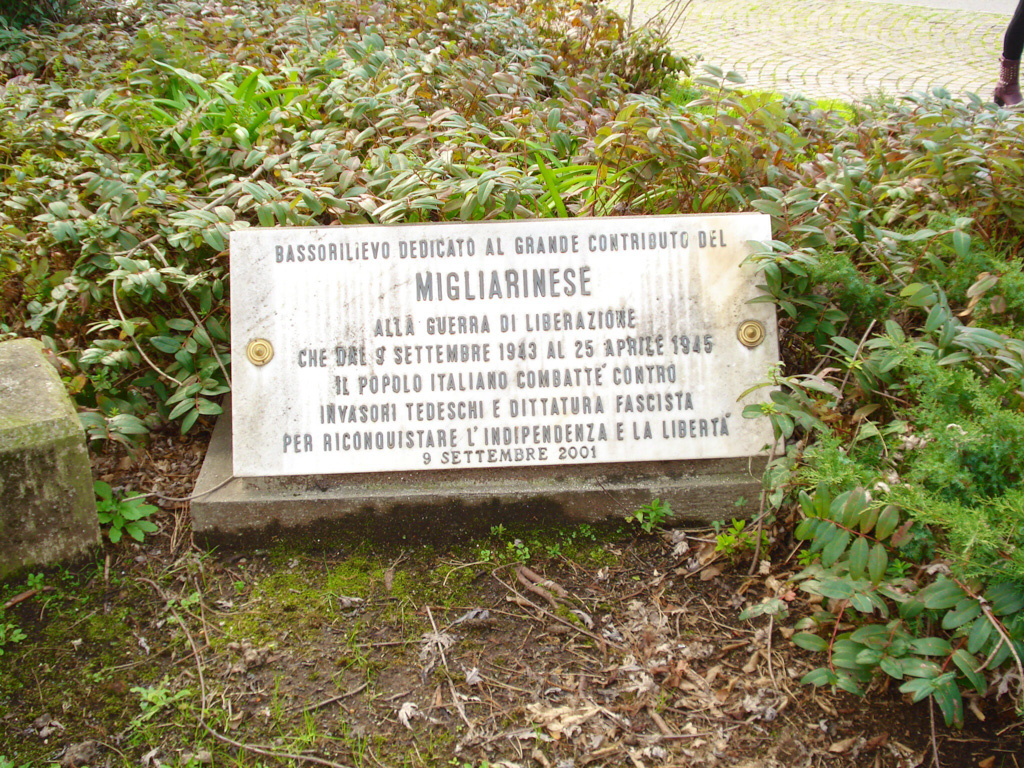 BASSORILIEVO DEDICATO AL GRANDE CONTRIBUTO DEL
MIGLIARINESE
ALLA GUERRA DI LIBERAZIONE
CHE DAL 9 SETTEMBRE 1943 AL 25 APRILE 1945
IL POPOLO ITALIANO COMBATTE' CONTRO
INVASORI TEDESCHI E DITTATURA FASCISTA
PER RICONQUISTARE L'INDIPENDENZA E LA LIBERTA'
9 SETTEMBRE 2001